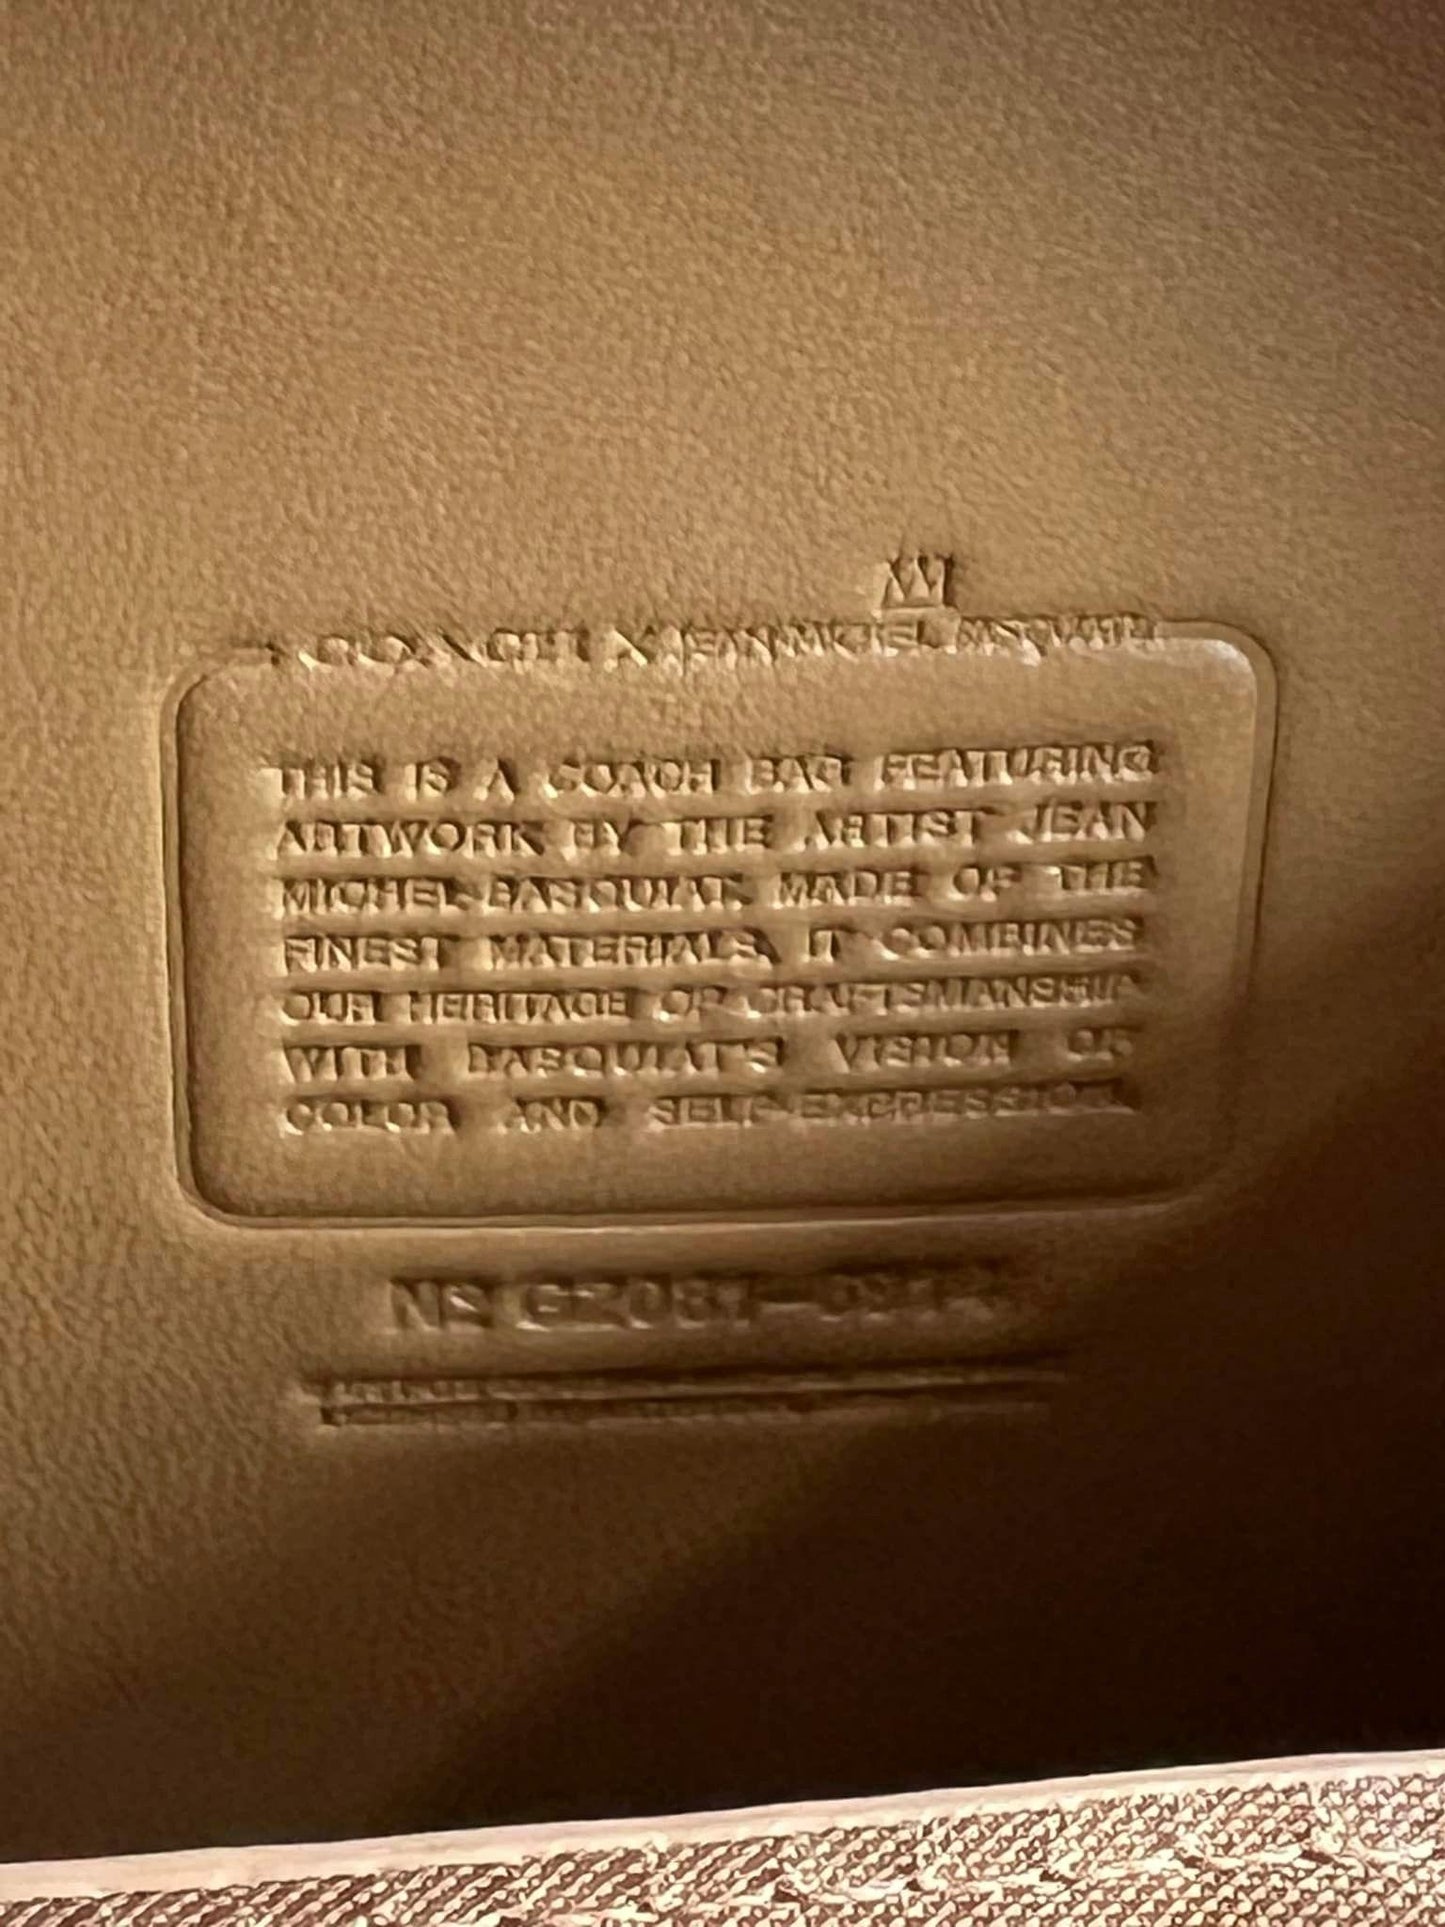 COACH X JEAN-MICHEL BASQUIAT
THIS IS A COACH BAG FEATURING
ARTWORK BY THE ARTIST JEAN
MICHEL-BASQUIAT. MADE OF THE
FINEST MATERIALS, IT COMBINES
OUR HERITAGE OF CRAFTSMANSHIP
WITH BASQUIAT'S VISION OF
COLOR AND SELF-EXPRESSION.